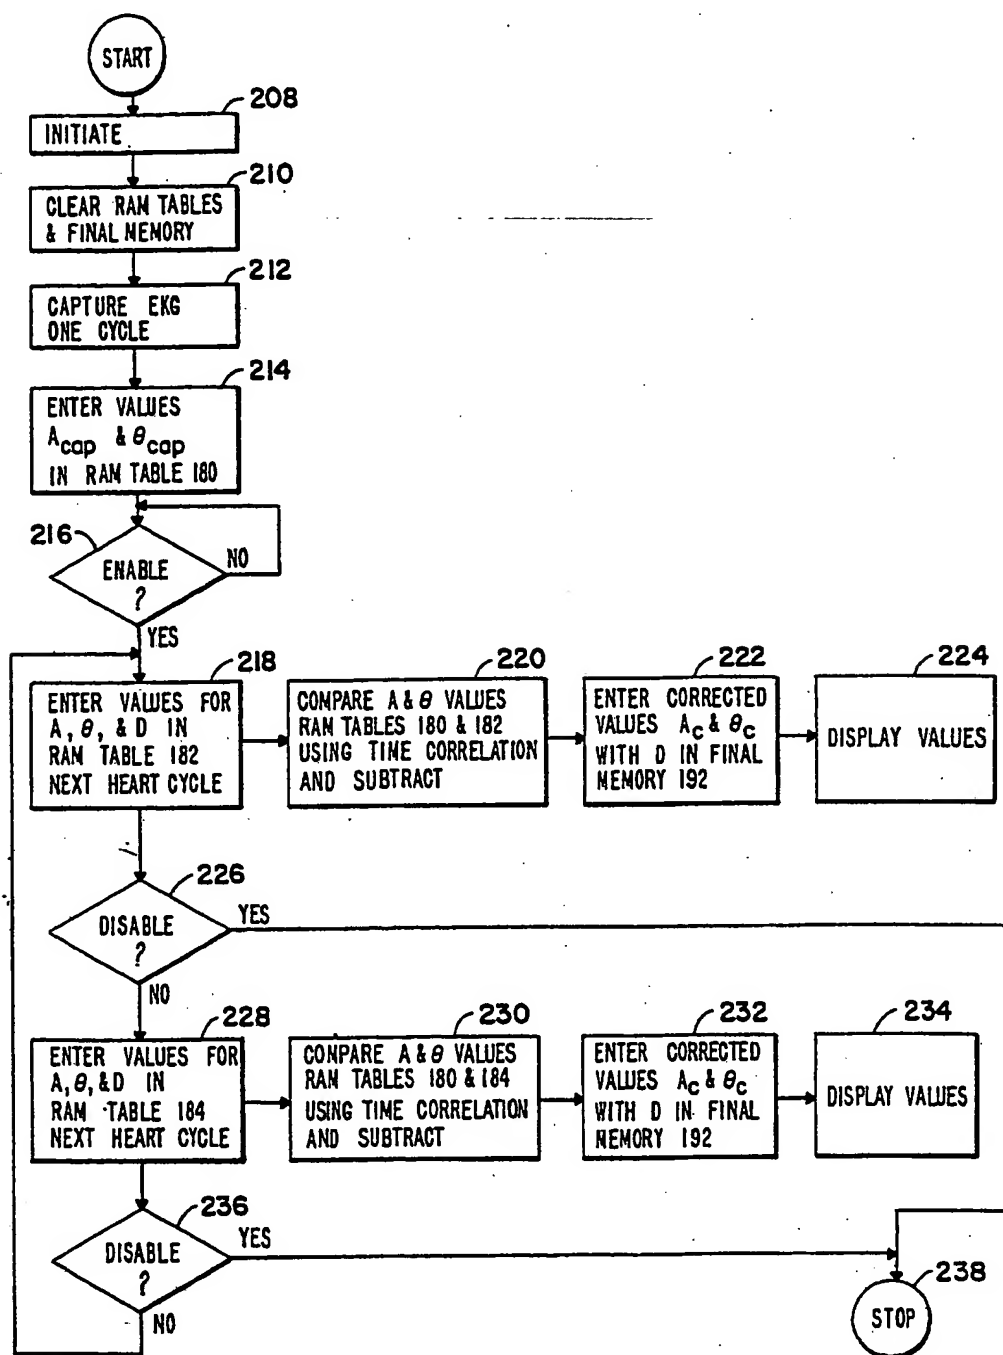 START
208
INITIATE
210
CLEAR RAM TABLES
& FINAL MEMORY
212
CAPTURE EKG
ONE CYCLE
214
ENTER VALUES
Acap & θcap
IN RAM TABLE 180
216
ENABLE
?
NO
YES
218
ENTER VALUES FOR
A, θ, & D IN
RAM TABLE 182
NEXT HEART CYCLE
220
COMPARE A & θ VALUES
RAM TABLES 180 & 182
USING TIME CORRELATION
AND SUBTRACT
222
ENTER CORRECTED
VALUES Ac & θc
WITH D IN FINAL
MEMORY 192
224
DISPLAY VALUES
226
DISABLE
?
YES
NO
228
ENTER VALUES FOR
A, θ, & D IN
RAM TABLE 184
NEXT HEART CYCLE
230
COMPARE A & θ VALUES
RAM TABLES 180 & 184
USING TIME CORRELATION
AND SUBTRACT
232
ENTER CORRECTED
VALUES Ac & θc
WITH D IN FINAL
MEMORY 192
234
DISPLAY VALUES
236
DISABLE
?
YES
NO
238
STOP